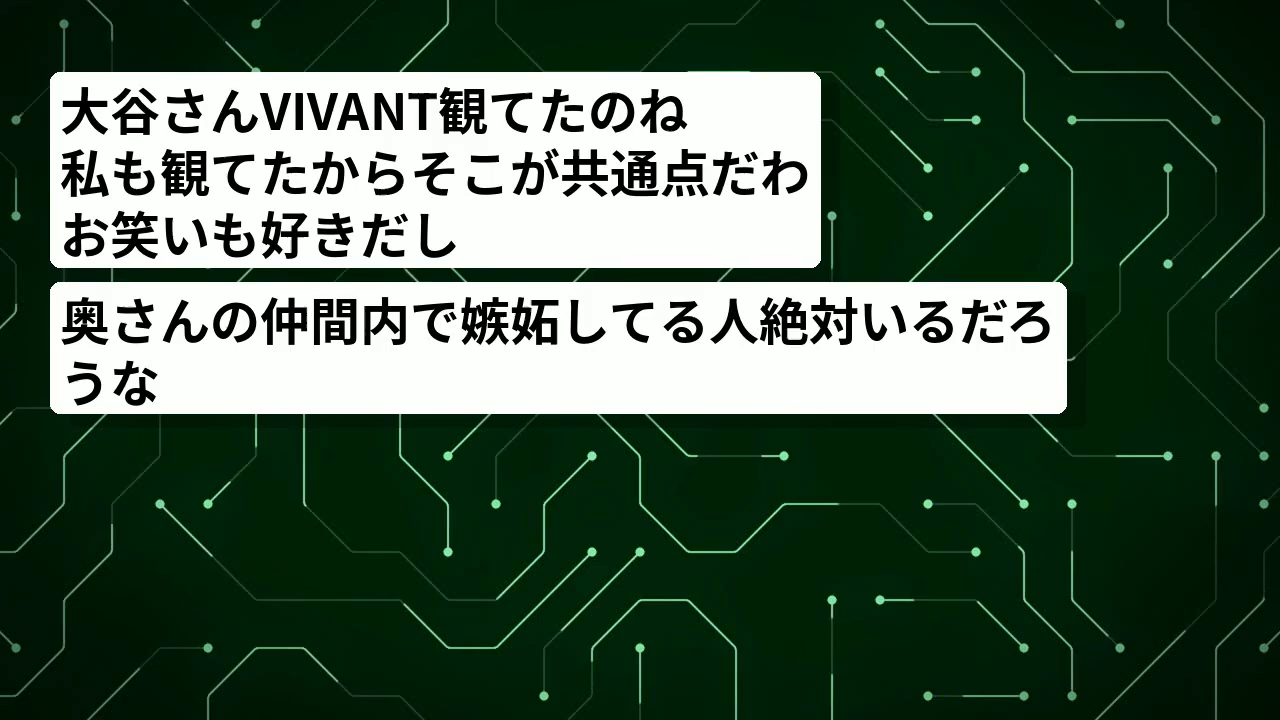 大谷さんVIVANT観てたのね
私も観てたからそこが共通点だわ
お笑いも好きだし
奥さんの仲間内で嫉妬してる人絶対いるだろ
うな